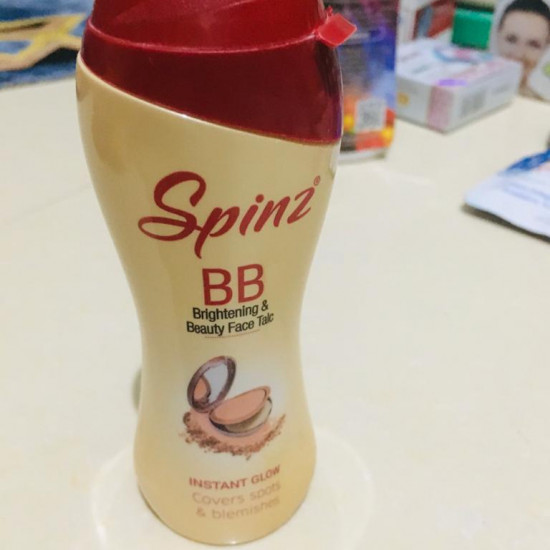 Spinz®
BB
Brightening &
Beauty Face Talc
INSTANT GLOW
Covers spots
& blemishes